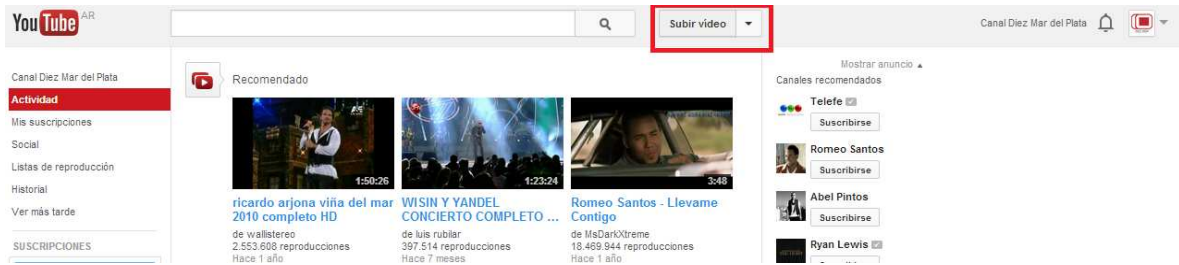 YouTube AR
Subir video
Canal Diez Mar del Plata
Canal Diez Mar del Plata
Actividad
Mis suscripciones
Social
Listas de reproducción
Historial
Ver más tarde
SUSCRIPCIONES
Recomendado
1:50:26
ricardo arjona viña del mar
2010 completo HD
de wallistereo
2.553.608 reproducciones
Hace 1 año
1:23:24
WISIN Y YANDEL
CONCIERTO COMPLETO ...
de luis rubilar
397.514 reproducciones
Hace 7 meses
3:48
Romeo Santos - Llevame
Contigo
de MsDarkXtreme
18.469.944 reproducciones
Hace 1 año
Mostrar anuncio
Canales recomendados
Telefe
Suscribirse
Romeo Santos
Suscribirse
Abel Pintos
Suscribirse
Ryan Lewis